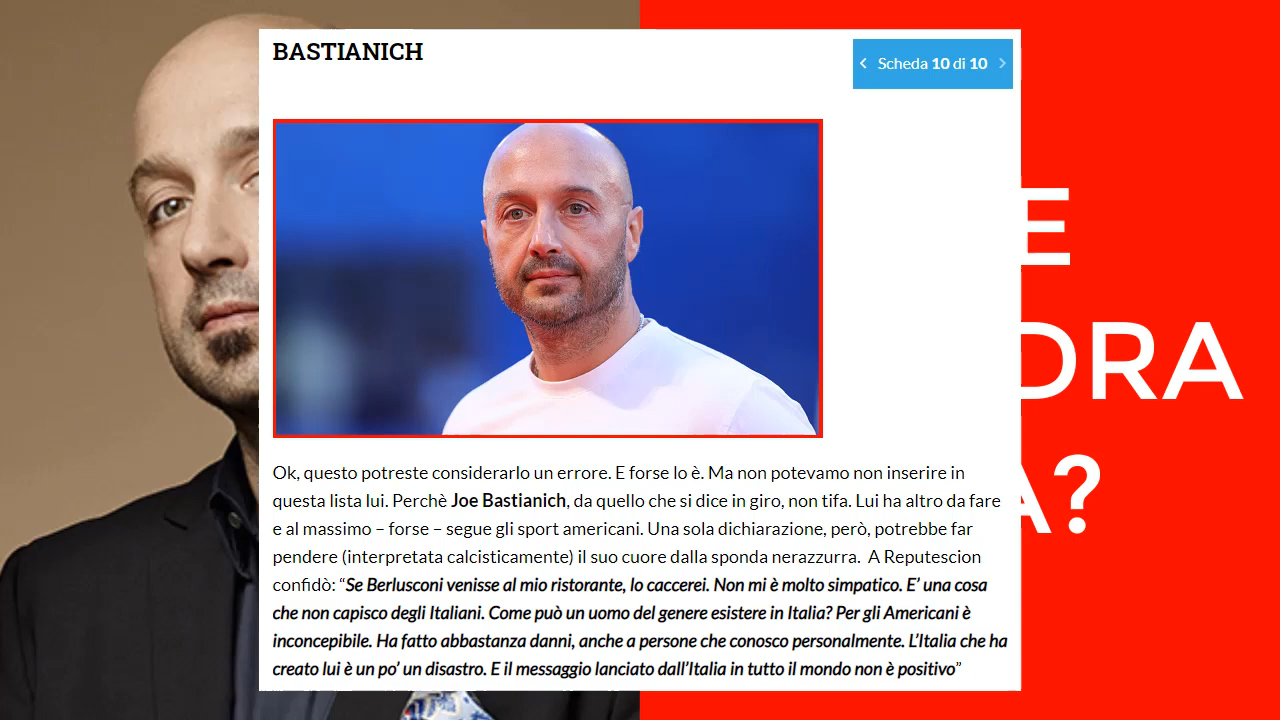 BASTIANICH
Scheda 10 di 10
Ok, questo potreste considerarlo un errore. E forse lo è. Ma non potevamo non inserire in
questa lista lui. Perchè Joe Bastianich, da quello che si dice in giro, non tifa. Lui ha altro da fare
e al massimo – forse – segue gli sport americani. Una sola dichiarazione, però, potrebbe far
pendere (interpretata calcisticamente) il suo cuore dalla sponda nerazzurra. A Reputescion
confidò: “Se Berlusconi venisse al mio ristorante, lo caccerei. Non mi è molto simpatico. E’ una cosa
che non capisco degli Italiani. Come può un uomo del genere esistere in Italia? Per gli Americani è
inconcepibile. Ha fatto abbastanza danni, anche a persone che conosco personalmente. L’Italia che ha
creato lui è un po’ un disastro. E il messaggio lanciato dall’Italia in tutto il mondo non è positivo”
E
DRA
A?